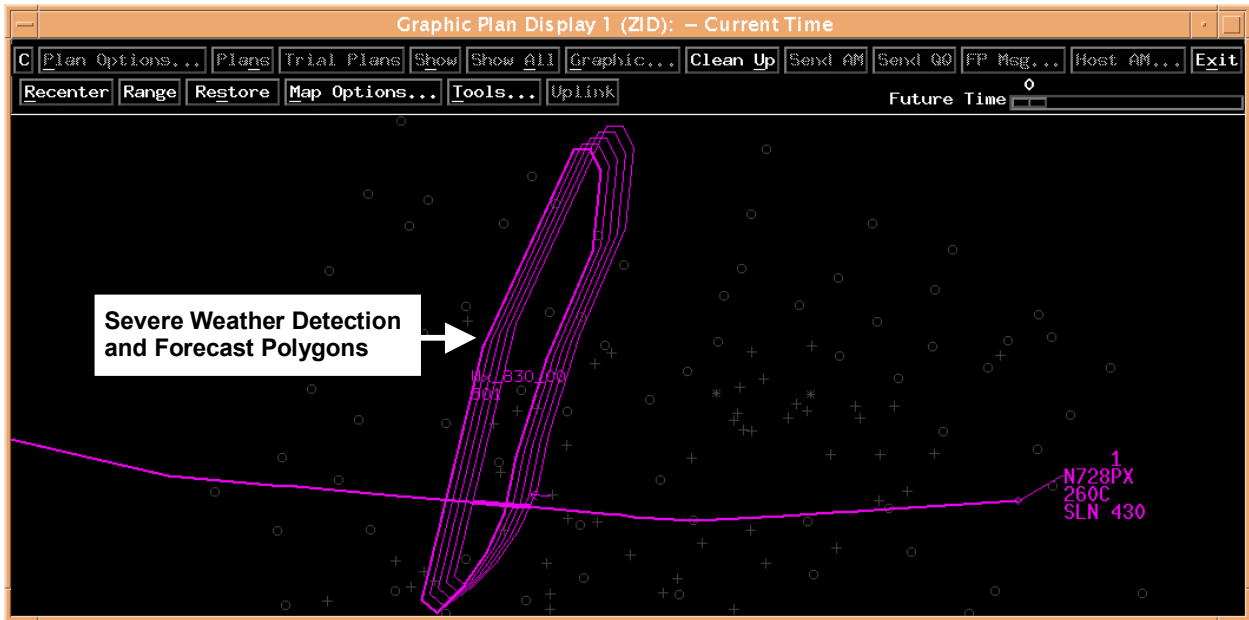 Graphic Plan Display 1 (ZID): – Current Time
C Plan Options... Plans Trial Plans Show Show All Graphic... Clean Up Send AM Send QQ FP Msg... Host AM... Exit
Recenter Range Restore Map Options... Tools... Uplink
Future Time 0
Severe Weather Detection
and Forecast Polygons
1
N728PX
260C
SLN 430